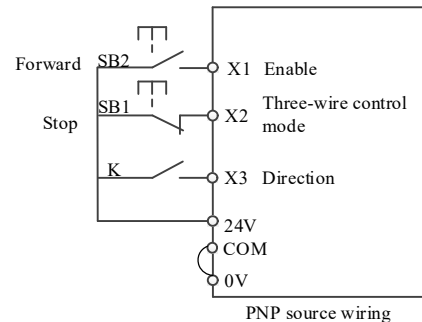 Forward SB2 X1 Enable
SB1 X2 Three-wire control
mode
Stop
K X3 Direction
24V
COM
0V
PNP source wiring